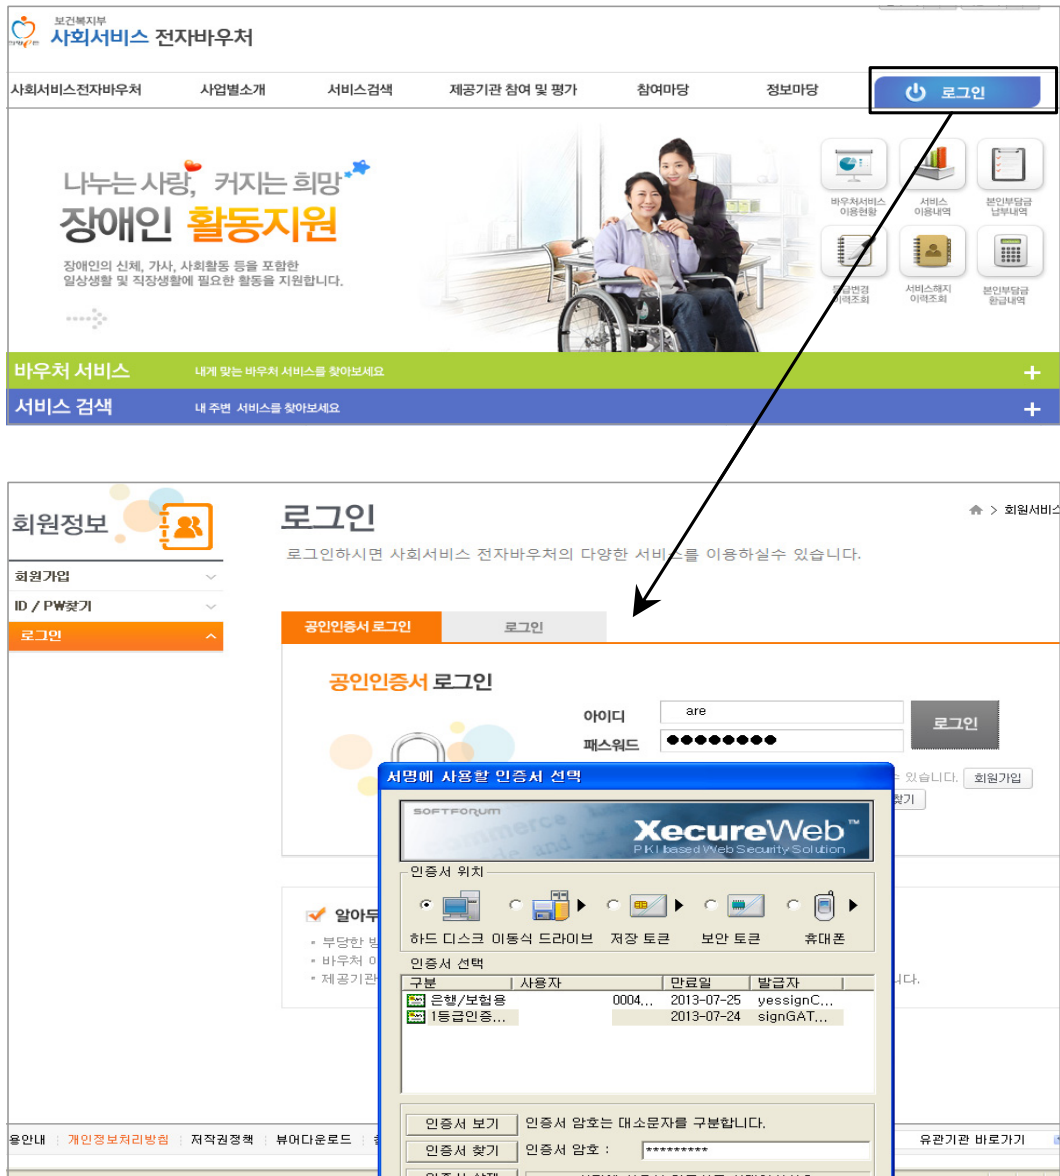 보건복지부
사회서비스 전자바우처
사회서비스전자바우처 사업별소개 서비스검색 제공기관 참여 및 평가 참여마당 정보마당 로그인
나누는 사랑, 커지는 희망
장애인 활동지원
장애인의 신체, 가사, 사회활동 등을 포함한
일상생활 및 직장생활에 필요한 활동을 지원합니다.
바우처서비스 이용현황
서비스 이용내역
본인부담금 납부내역
등급변경 이력조회
서비스해지 이력조회
본인부담금 환급내역
바우처 서비스 내게 맞는 바우처 서비스를 찾아보세요 +
서비스 검색 내 주변 서비스를 찾아보세요 +
회원정보
회원가입
ID / PW찾기
로그인
로그인
> 회원서비스
로그인하시면 사회서비스 전자바우처의 다양한 서비스를 이용하실수 있습니다.
공인인증서 로그인 로그인
공인인증서 로그인
아이디 are
패스워드 ●●●●●●●●
로그인
있습니다. 회원가입
찾기
알아두
부당한
바우처 이
제공기관
니다.
서명에 사용할 인증서 선택
SOFTFORUM
XecureWeb™
PKI based Web Security Solution
인증서 위치
하드 디스크 이동식 드라이브 저장 토큰 보안 토큰 휴대폰
인증서 선택
구분 사용자 만료일 발급자
은행/보험용 0004... 2013-07-25 yessignC...
1등급인증... 2013-07-24 signGAT...
인증서 보기 인증서 암호는 대소문자를 구분합니다.
인증서 찾기 인증서 암호 : *********
용안내 개인정보처리방침 저작권정책 뷰어다운로드
유관기관 바로가기